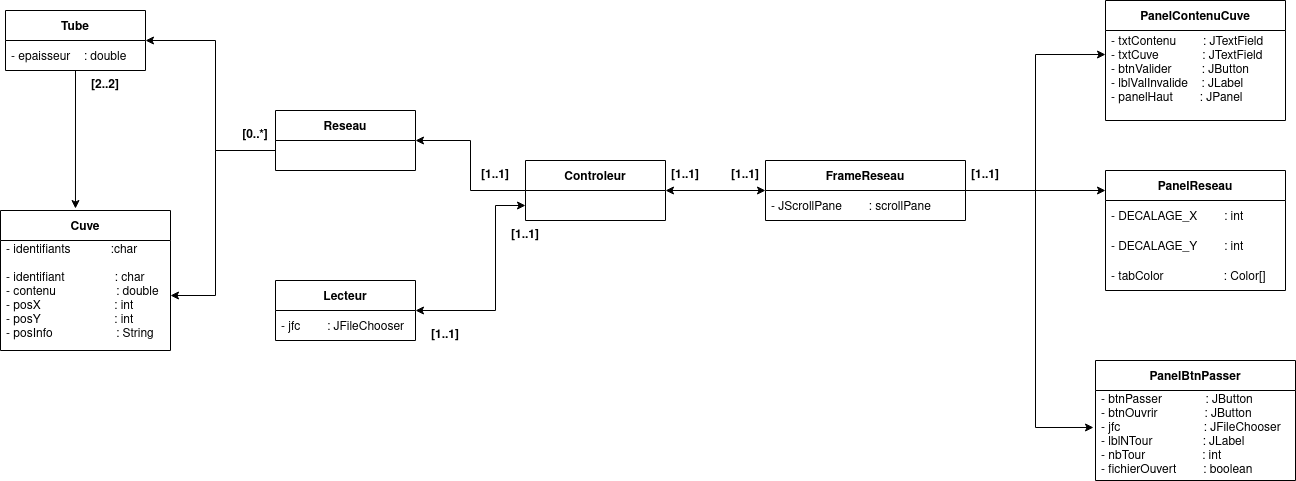 Tube
- epaisseur : double
[2..2]
Cuve
- identifiants :char
- identifiant : char
- contenu : double
- posX : int
- posY : int
- posInfo : String
[0..*]
Reseau
[1..1]
Lecteur
- jfc : JFileChooser
[1..1]
Controleur
[1..1]
[1..1]
[1..1]
FrameReseau
- JScrollPane : scrollPane
[1..1]
PanelContenuCuve
- txtContenu : JTextField
- txtCuve : JTextField
- btnValider : JButton
- lblValInvalide : JLabel
- panelHaut : JPanel
PanelReseau
- DECALAGE_X : int
- DECALAGE_Y : int
- tabColor : Color[]
PanelBtnPasser
- btnPasser : JButton
- btnOuvrir : JButton
- jfc : JFileChooser
- lblNTour : JLabel
- nbTour : int
- fichierOuvert : boolean